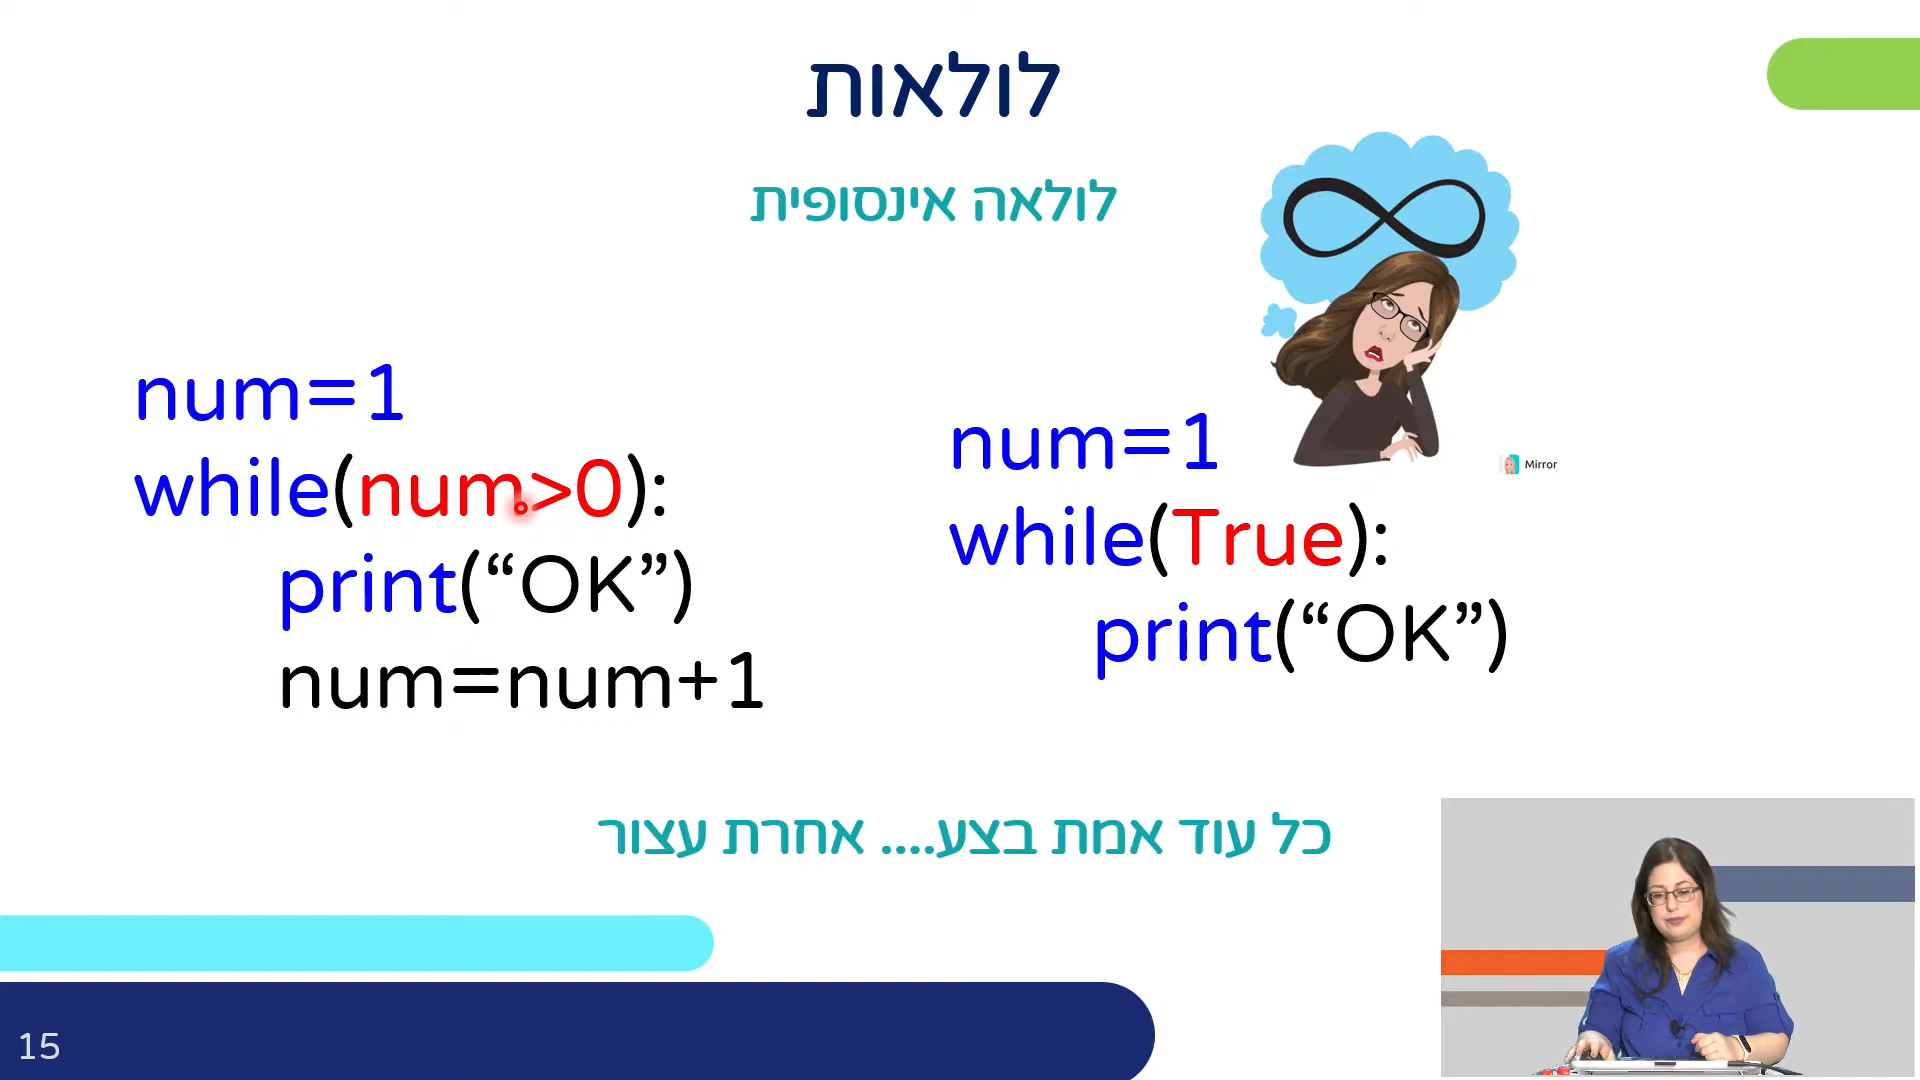 לולאות
לולאה אינסופית
num=1
while(num>0):
print(“OK”)
num=num+1
num=1
while(True):
print(“OK”)
Mirror
כל עוד אמת בצע.... אחרת עצור
15